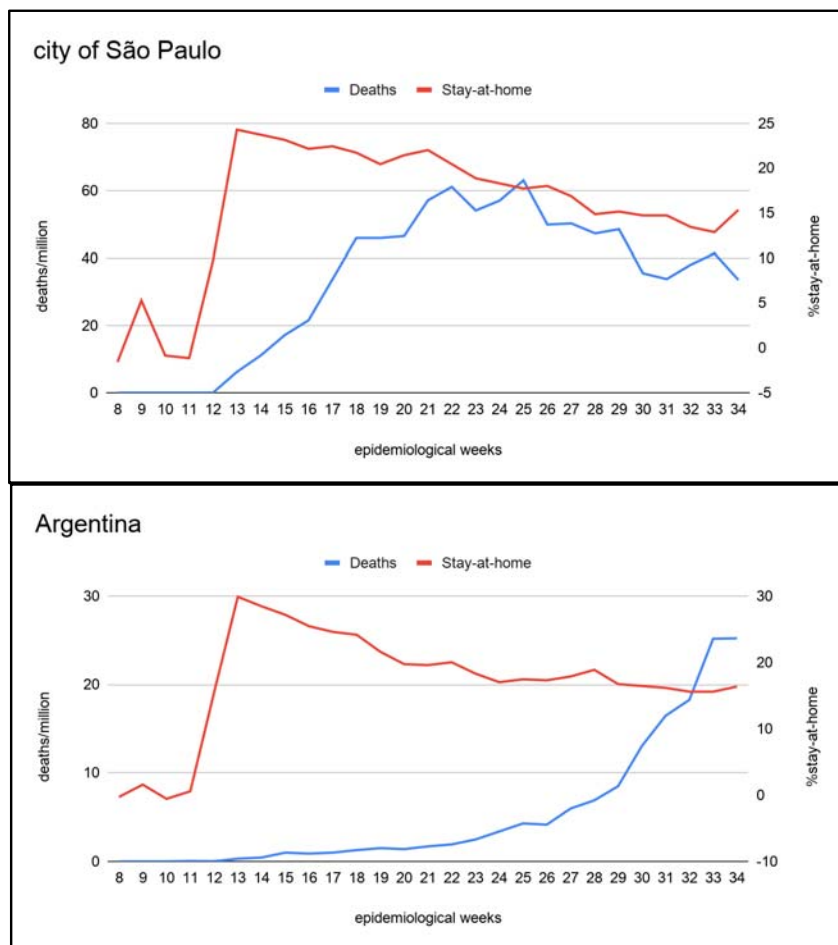 city of São Paulo
Deaths Stay-at-home
80 25
20
60
15
40 10
5
20
0
0 -5
deaths/million
%stay-at-home
8 9 10 11 12 13 14 15 16 17 18 19 20 21 22 23 24 25 26 27 28 29 30 31 32 33 34
epidemiological weeks
Argentina
Deaths Stay-at-home
30 30
20
20
10
10
0
0 -10
deaths/million
%stay-at-home
8 9 10 11 12 13 14 15 16 17 18 19 20 21 22 23 24 25 26 27 28 29 30 31 32 33 34
epidemiological weeks